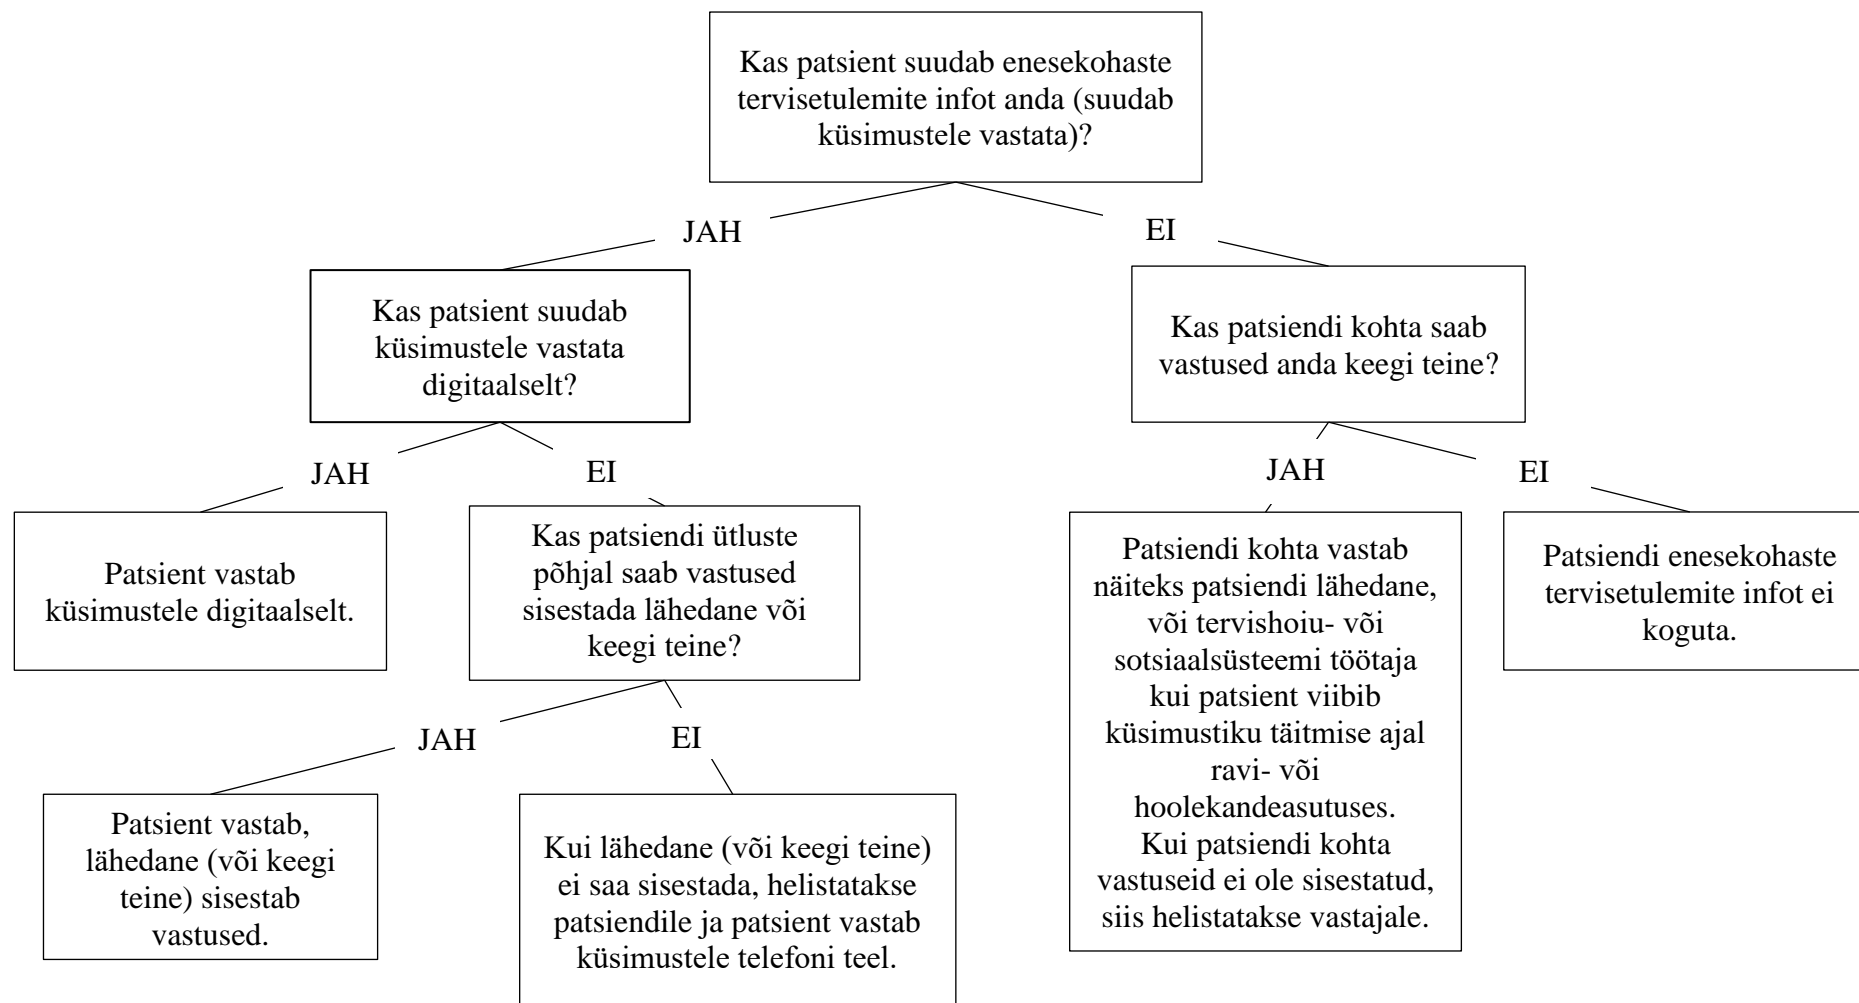 Kas patsient suudab enesekohaste
tervisetulemite infot anda (suudab
küsimustele vastata)?
JAH
EI
Kas patsient suudab
küsimustele vastata
digitaalselt?
Kas patsiendi kohta saab
vastused anda keegi teine?
JAH
EI
JAH
EI
Patsient vastab
küsimustele digitaalselt.
Kas patsiendi ütluste
põhjal saab vastused
sisestada lähedane või
keegi teine?
Patsiendi kohta vastab
näiteks patsiendi lähedane,
või tervishoiu- või
sotsiaalsüsteemi töötaja
kui patsient viibib
küsimustiku täitmise ajal
ravi- või
hoolekandeasutuses.
Kui patsiendi kohta
vastuseid ei ole sisestatud,
siis helistatakse vastajale.
Patsiendi enesekohaste
tervisetulemite infot ei
koguta.
JAH
EI
Patsient vastab,
lähedane (või keegi
teine) sisestab
vastused.
Kui lähedane (või keegi teine)
ei saa sisestada, helistatakse
patsiendile ja patsient vastab
küsimustele telefoni teel.